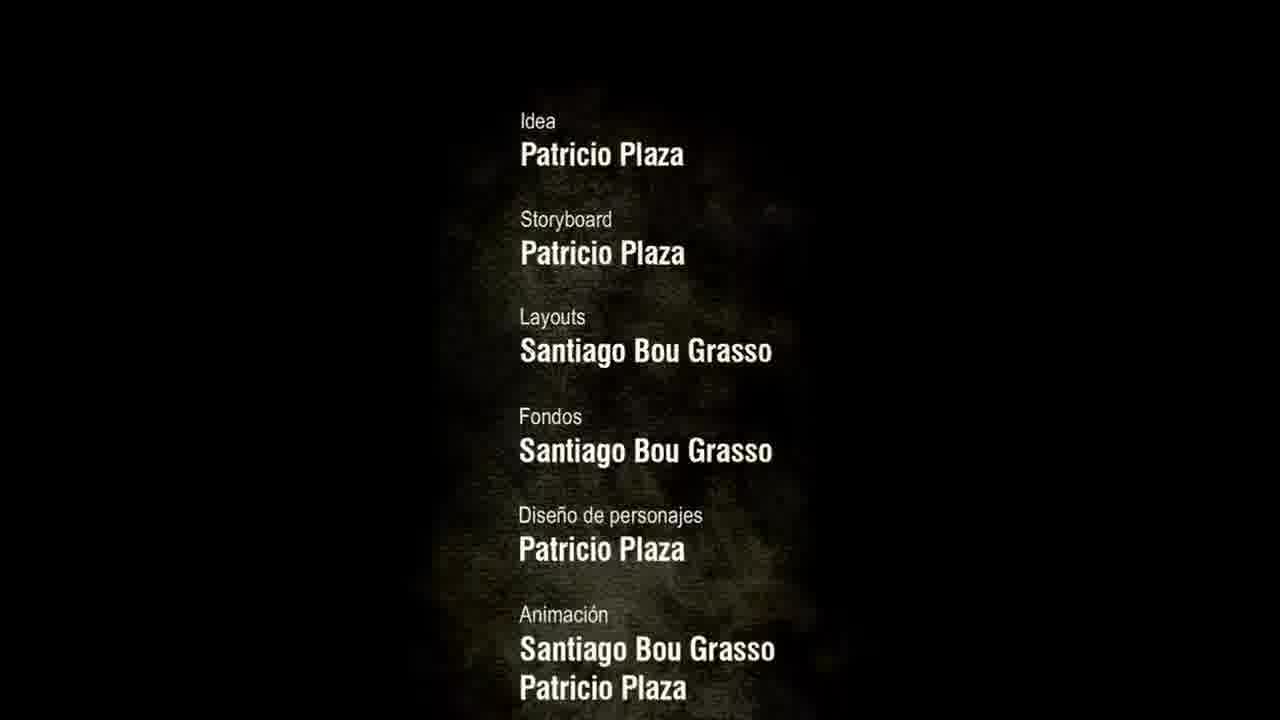 Idea
Patricio Plaza
Storyboard
Patricio Plaza
Layouts
Santiago Bou Grasso
Fondos
Santiago Bou Grasso
Diseño de personajes
Patricio Plaza
Animación
Santiago Bou Grasso
Patricio Plaza